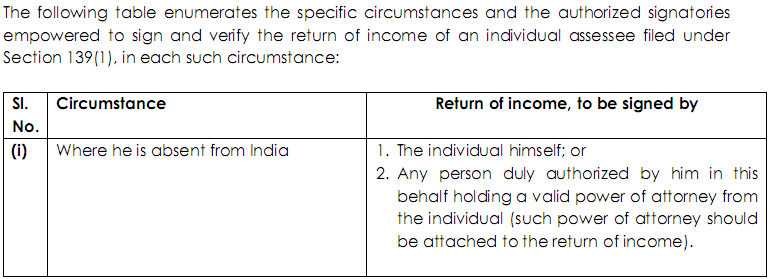 The following table enumerates the specific circumstances and the authorized signatories
empowered to sign and verify the return of income of an individual assessee filed under
Section 139(1), in each such circumstance:
Sl. No. Circumstance Return of income, to be signed by
(i) Where he is absent from India 1. The individual himself; or
2. Any person duly authorized by him in this
behalf holding a valid power of attorney from
the individual (such power of attorney should
be attached to the return of income).